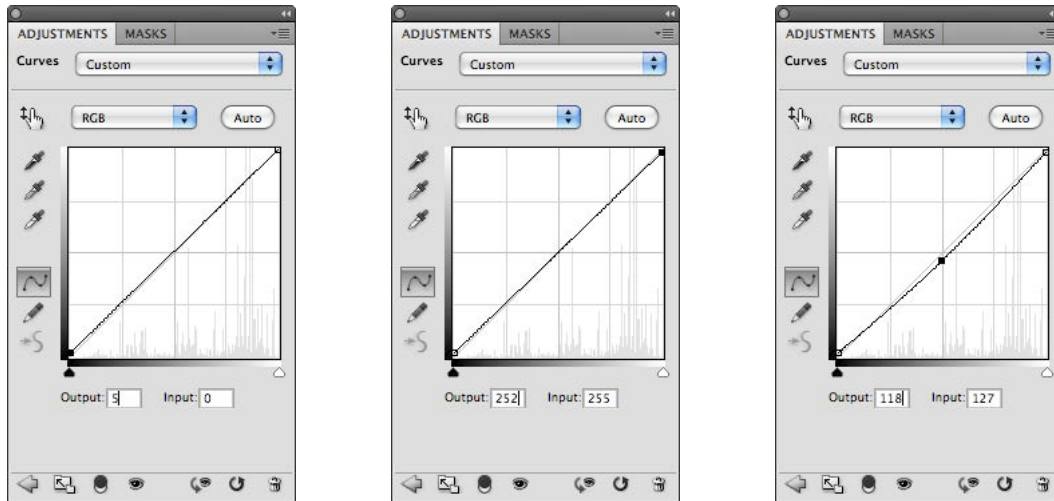 ADJUSTMENTS MASKS
Curves Custom
RGB Auto
Output: 5 Input: 0
ADJUSTMENTS MASKS
Curves Custom
RGB Auto
Output: 252 Input: 255
ADJUSTMENTS MASKS
Curves Custom
RGB Auto
Output: 118 Input: 127